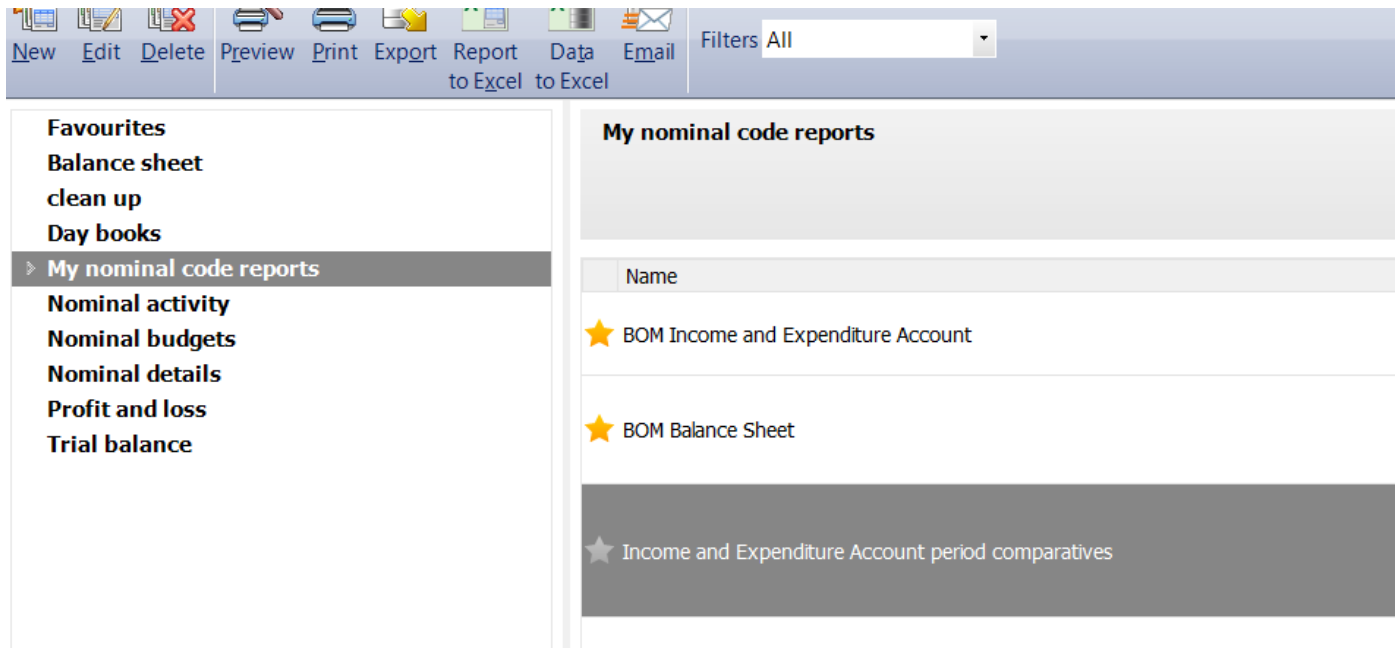 New Edit Delete Preview Print Export Report to Excel Data to Excel Email Filters All
Favourites
Balance sheet
clean up
Day books
My nominal code reports
Nominal activity
Nominal budgets
Nominal details
Profit and loss
Trial balance
My nominal code reports
Name
BOM Income and Expenditure Account
BOM Balance Sheet
Income and Expenditure Account period comparatives